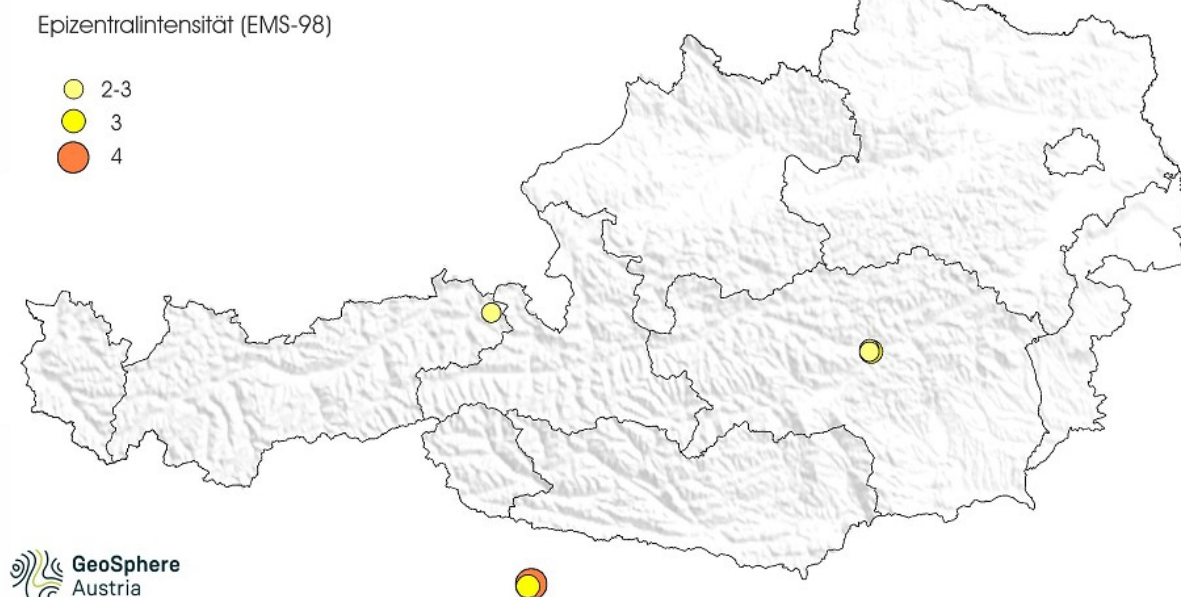 Epizentralintensität (EMS-98)
2-3
3
4
GeoSphere
Austria